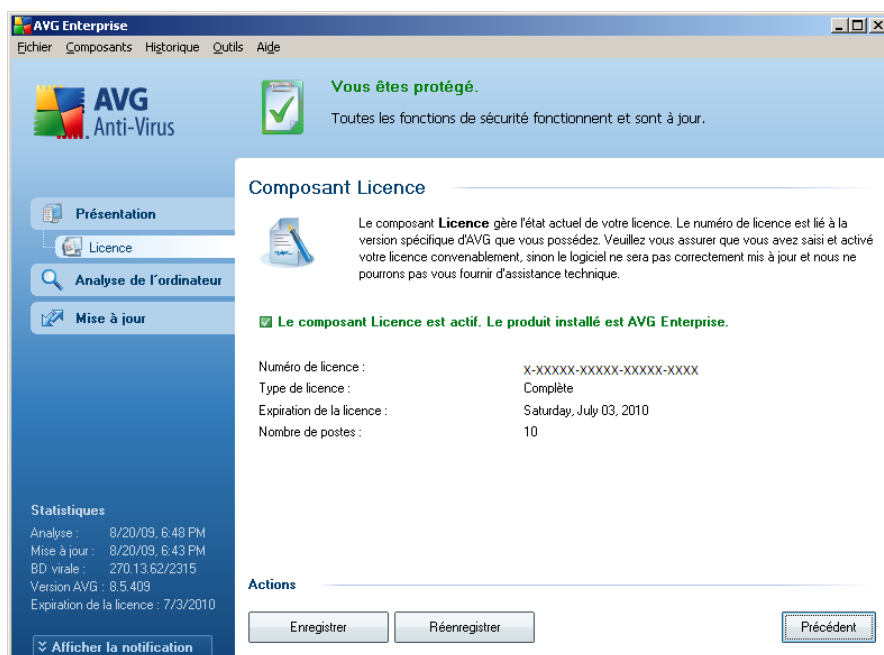 AVG Enterprise
Fichier Composants Historique Outils Aide
AVG
Anti-Virus
Vous êtes protégé.
Toutes les fonctions de sécurité fonctionnent et sont à jour.
Présentation
Licence
Analyse de l'ordinateur
Mise à jour
Composant Licence
Le composant Licence gère l'état actuel de votre licence. Le numéro de licence est lié à la
version spécifique d'AVG que vous possédez. Veuillez vous assurer que vous avez saisi et activé
votre licence convenablement, sinon le logiciel ne sera pas correctement mis à jour et nous ne
pourrons pas vous fournir d'assistance technique.
Le composant Licence est actif. Le produit installé est AVG Enterprise.
Numéro de licence : X-XXXXX-XXXXX-XXXXX-XXXX
Type de licence : Complète
Expiration de la licence : Saturday, July 03, 2010
Nombre de postes : 10
Statistiques
Analyse : 8/20/09, 6:48 PM
Mise à jour : 8/20/09, 6:43 PM
BD virale : 270.13.62/2315
Version AVG : 8.5.409
Expiration de la licence : 7/3/2010
Afficher la notification
Actions
Enregistrer Réenregistrer Précédent